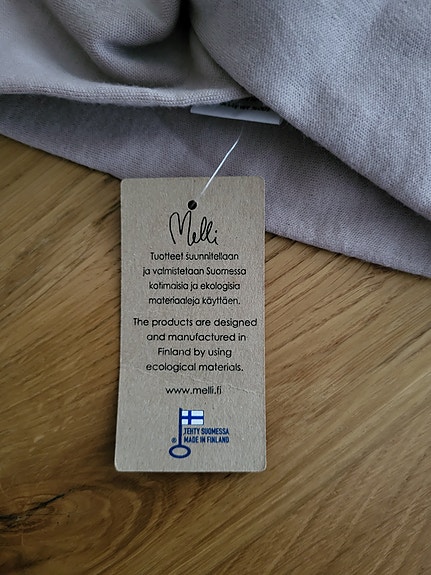 Melli
Tuotteet suunnitellaan
ja valmistetaan Suomessa
kotimaisia ja ekologisia
materiaaleja käyttäen.
The products are designed
and manufactured in
Finland by using
ecological materials.
www.melli.fi
TEHTY SUOMESSA
® MADE IN FINLAND